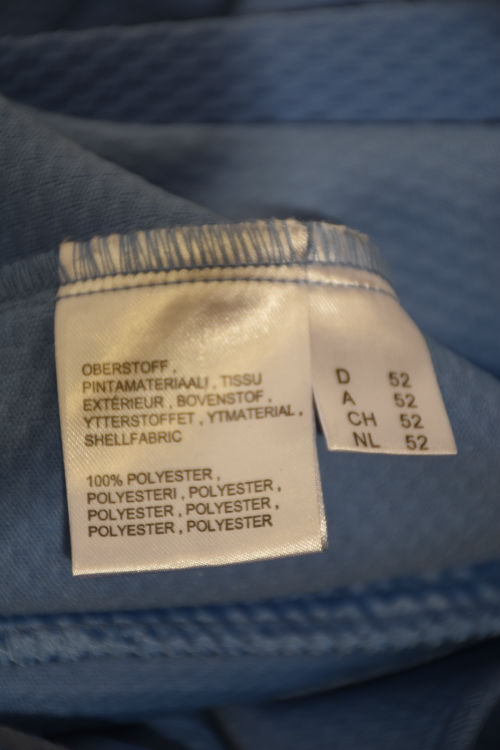 OBERSTOFF,
PINTAMATERIAALI , TISSU
EXTÉRIEUR , BOVENSTOF,
YTTERSTOFFET , YTMATERIAL ,
SHELLFABRIC
100% POLYESTER ,
POLYESTERI , POLYESTER ,
POLYESTER , POLYESTER ,
POLYESTER , POLYESTER
D 52
A 52
CH 52
NL 52